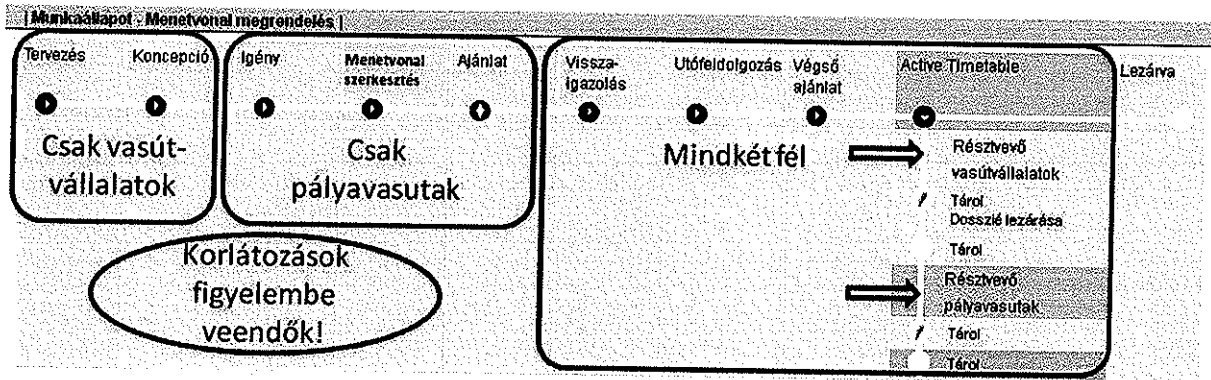 | Munkaállapot - Menetvonal megrendelés |
Tervezés
Koncepció
Igény
Menetvonal
szerkesztés
Ajánlat
Vissza-
igazolás
Utófeldolgozás
Végső
ajánlat
Active Timetable
Lezárva
Csak vasút-
vállalatok
Csak
pályavasutak
Mindkét fél
Résztvevő
vasútvállalatok
Tárol
Dosszié lezárása
Tárol
Résztvevő
pályavasutak
Tárol
Tárol
Korlátozások
figyelembe
veendők!